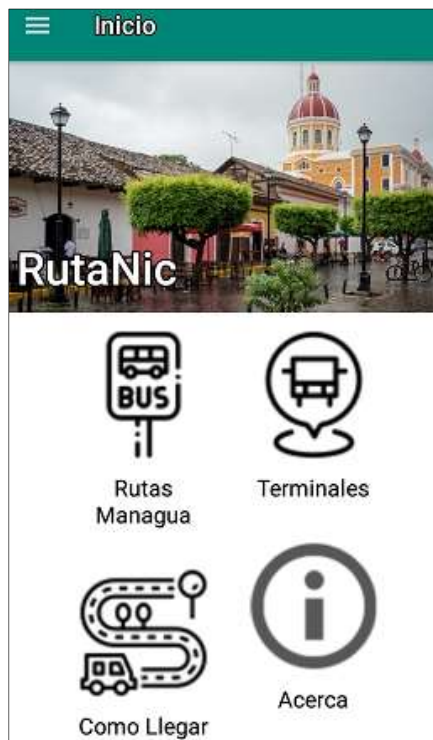 Inicio
RutaNic
BUS
Rutas
Managua
Terminales
Como Llegar
Acerca